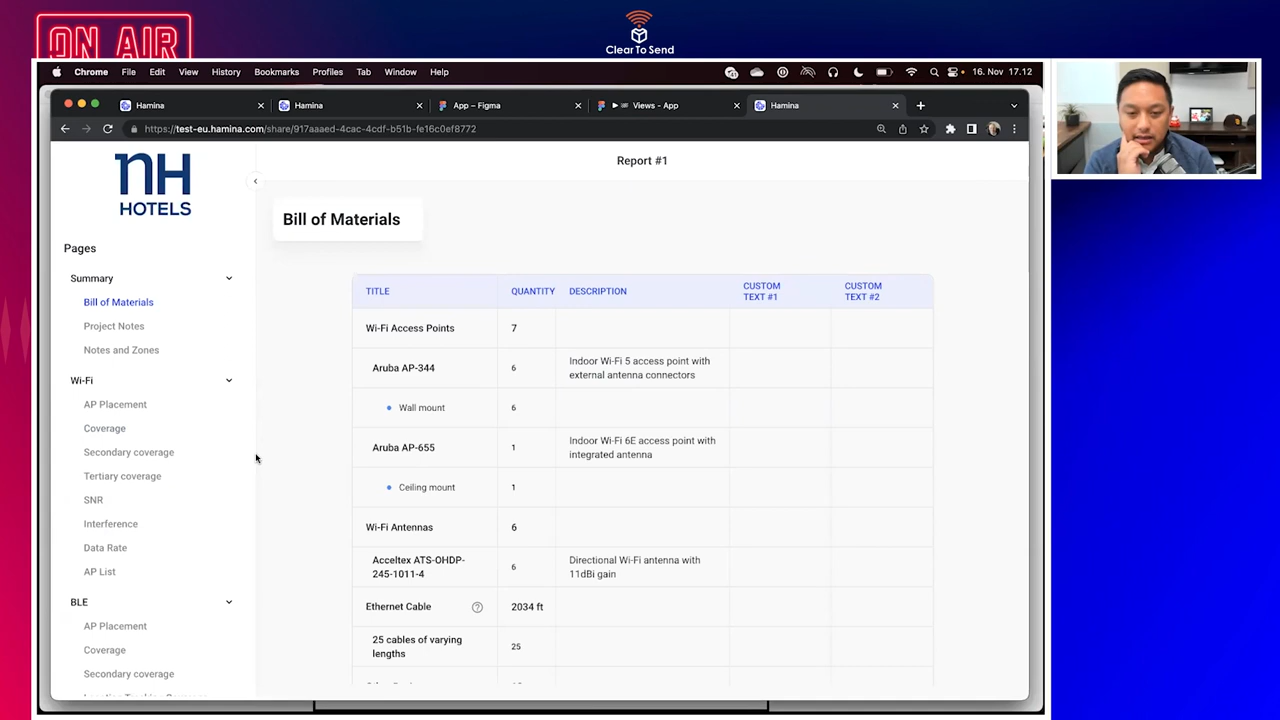 ON AIR
Clear To Send
Chrome File Edit View History Bookmarks Profiles Tab Window Help
16. Nov 17.12
Hamina
Hamina
App – Figma
Views - App
Hamina
https://test-eu.hamina.com/share/917aaaed-4cac-4cdf-b51b-fe16c0ef8772
nH
HOTELS
Pages
Summary
Bill of Materials
Project Notes
Notes and Zones
Wi-Fi
AP Placement
Coverage
Secondary coverage
Tertiary coverage
SNR
Interference
Data Rate
AP List
BLE
AP Placement
Coverage
Secondary coverage
Report #1
Bill of Materials
TITLE QUANTITY DESCRIPTION CUSTOM TEXT #1 CUSTOM TEXT #2
Wi-Fi Access Points 7
Aruba AP-344 6 Indoor Wi-Fi 5 access point with
external antenna connectors
Wall mount 6
Aruba AP-655 1 Indoor Wi-Fi 6E access point with
integrated antenna
Ceiling mount 1
Wi-Fi Antennas 6
Acceltex ATS-OHDP-
245-1011-4 6 Directional Wi-Fi antenna with
11dBi gain
Ethernet Cable ? 2034 ft
25 cables of varying
lengths 25